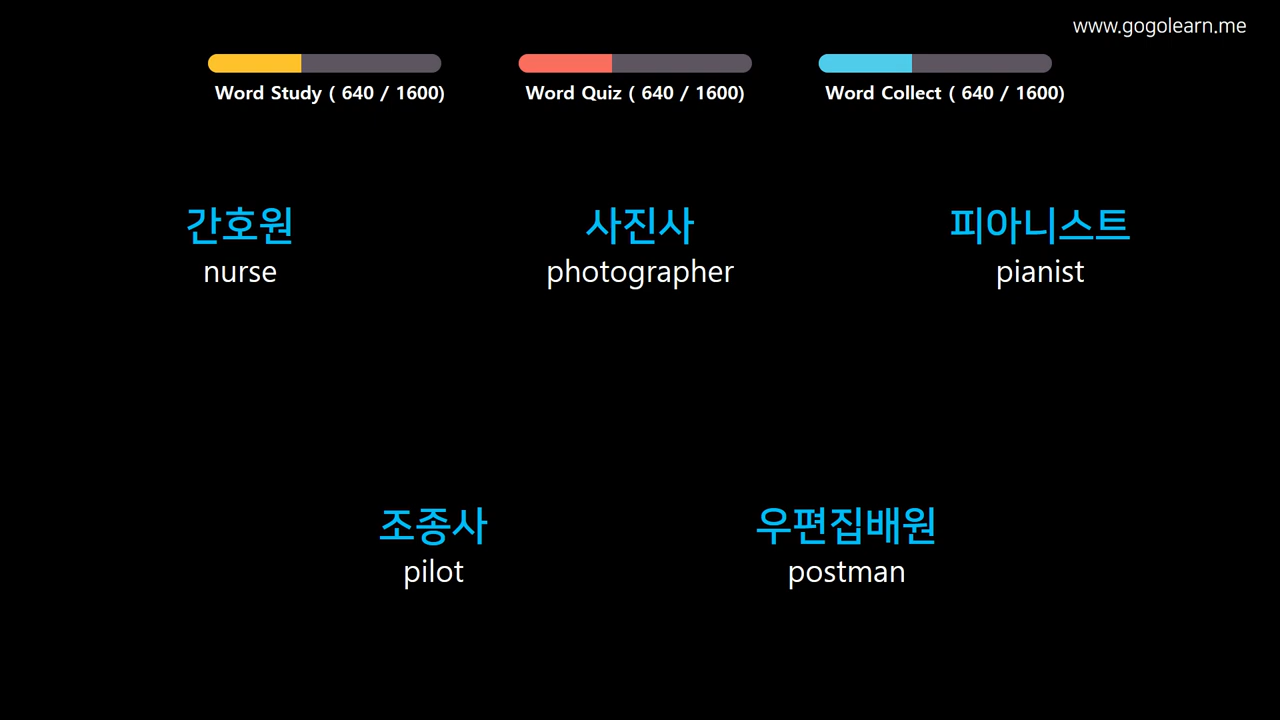 www.gogolearn.me
Word Study ( 640 / 1600)
Word Quiz ( 640 / 1600)
Word Collect ( 640 / 1600)
간호원
nurse
사진사
photographer
피아니스트
pianist
조종사
pilot
우편집배원
postman